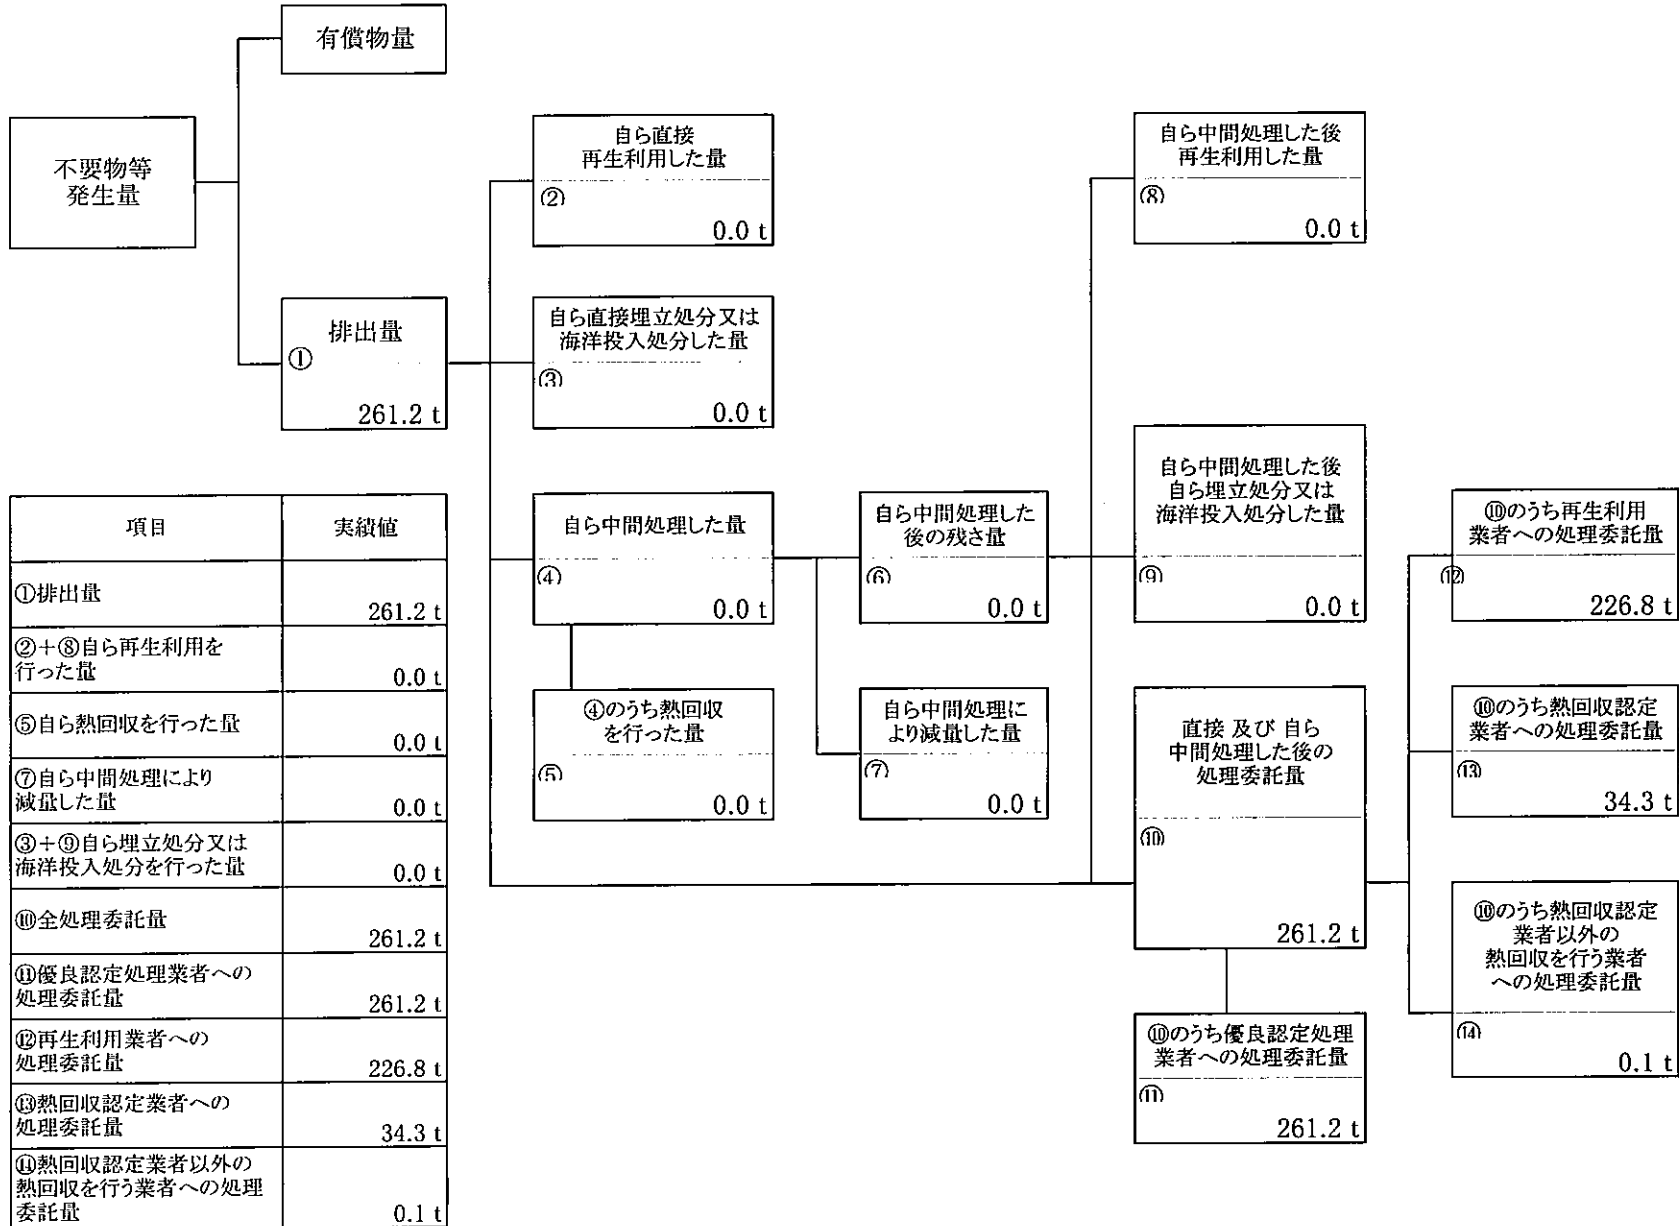 有償物量
不要物等
発生量
排出量
①
261.2 t
自ら直接
再生利用した量
②
0.0 t
自ら直接埋立処分又は
海洋投入処分した量
③
0.0 t
自ら中間処理した量
④
0.0 t
④のうち熱回収
を行った量
⑤
0.0 t
自ら中間処理した
後の残さ量
⑥
0.0 t
自ら中間処理に
より減量した量
⑦
0.0 t
自ら中間処理した後
再生利用した量
⑧
0.0 t
自ら中間処理した後
自ら埋立処分又は
海洋投入処分した量
⑨
0.0 t
直接 及び 自ら
中間処理した後の
処理委託量
⑩
261.2 t
⑩のうち優良認定処理
業者への処理委託量
⑪
261.2 t
⑩のうち再生利用
業者への処理委託量
⑫
226.8 t
⑩のうち熱回収認定
業者への処理委託量
⑬
34.3 t
⑩のうち熱回収認定
業者以外の
熱回収を行う業者
への処理委託量
⑭
0.1 t
項目 実績値
①排出量 261.2 t
②+⑧自ら再生利用を
行った量 0.0 t
⑤自ら熱回収を行った量 0.0 t
⑦自ら中間処理により
減量した量 0.0 t
③+⑨自ら埋立処分又は
海洋投入処分を行った量 0.0 t
⑩全処理委託量 261.2 t
⑪優良認定処理業者への
処理委託量 261.2 t
⑫再生利用業者への
処理委託量 226.8 t
⑬熱回収認定業者への
処理委託量 34.3 t
⑭熱回収認定業者以外の
熱回収を行う業者への処理
委託量 0.1 t